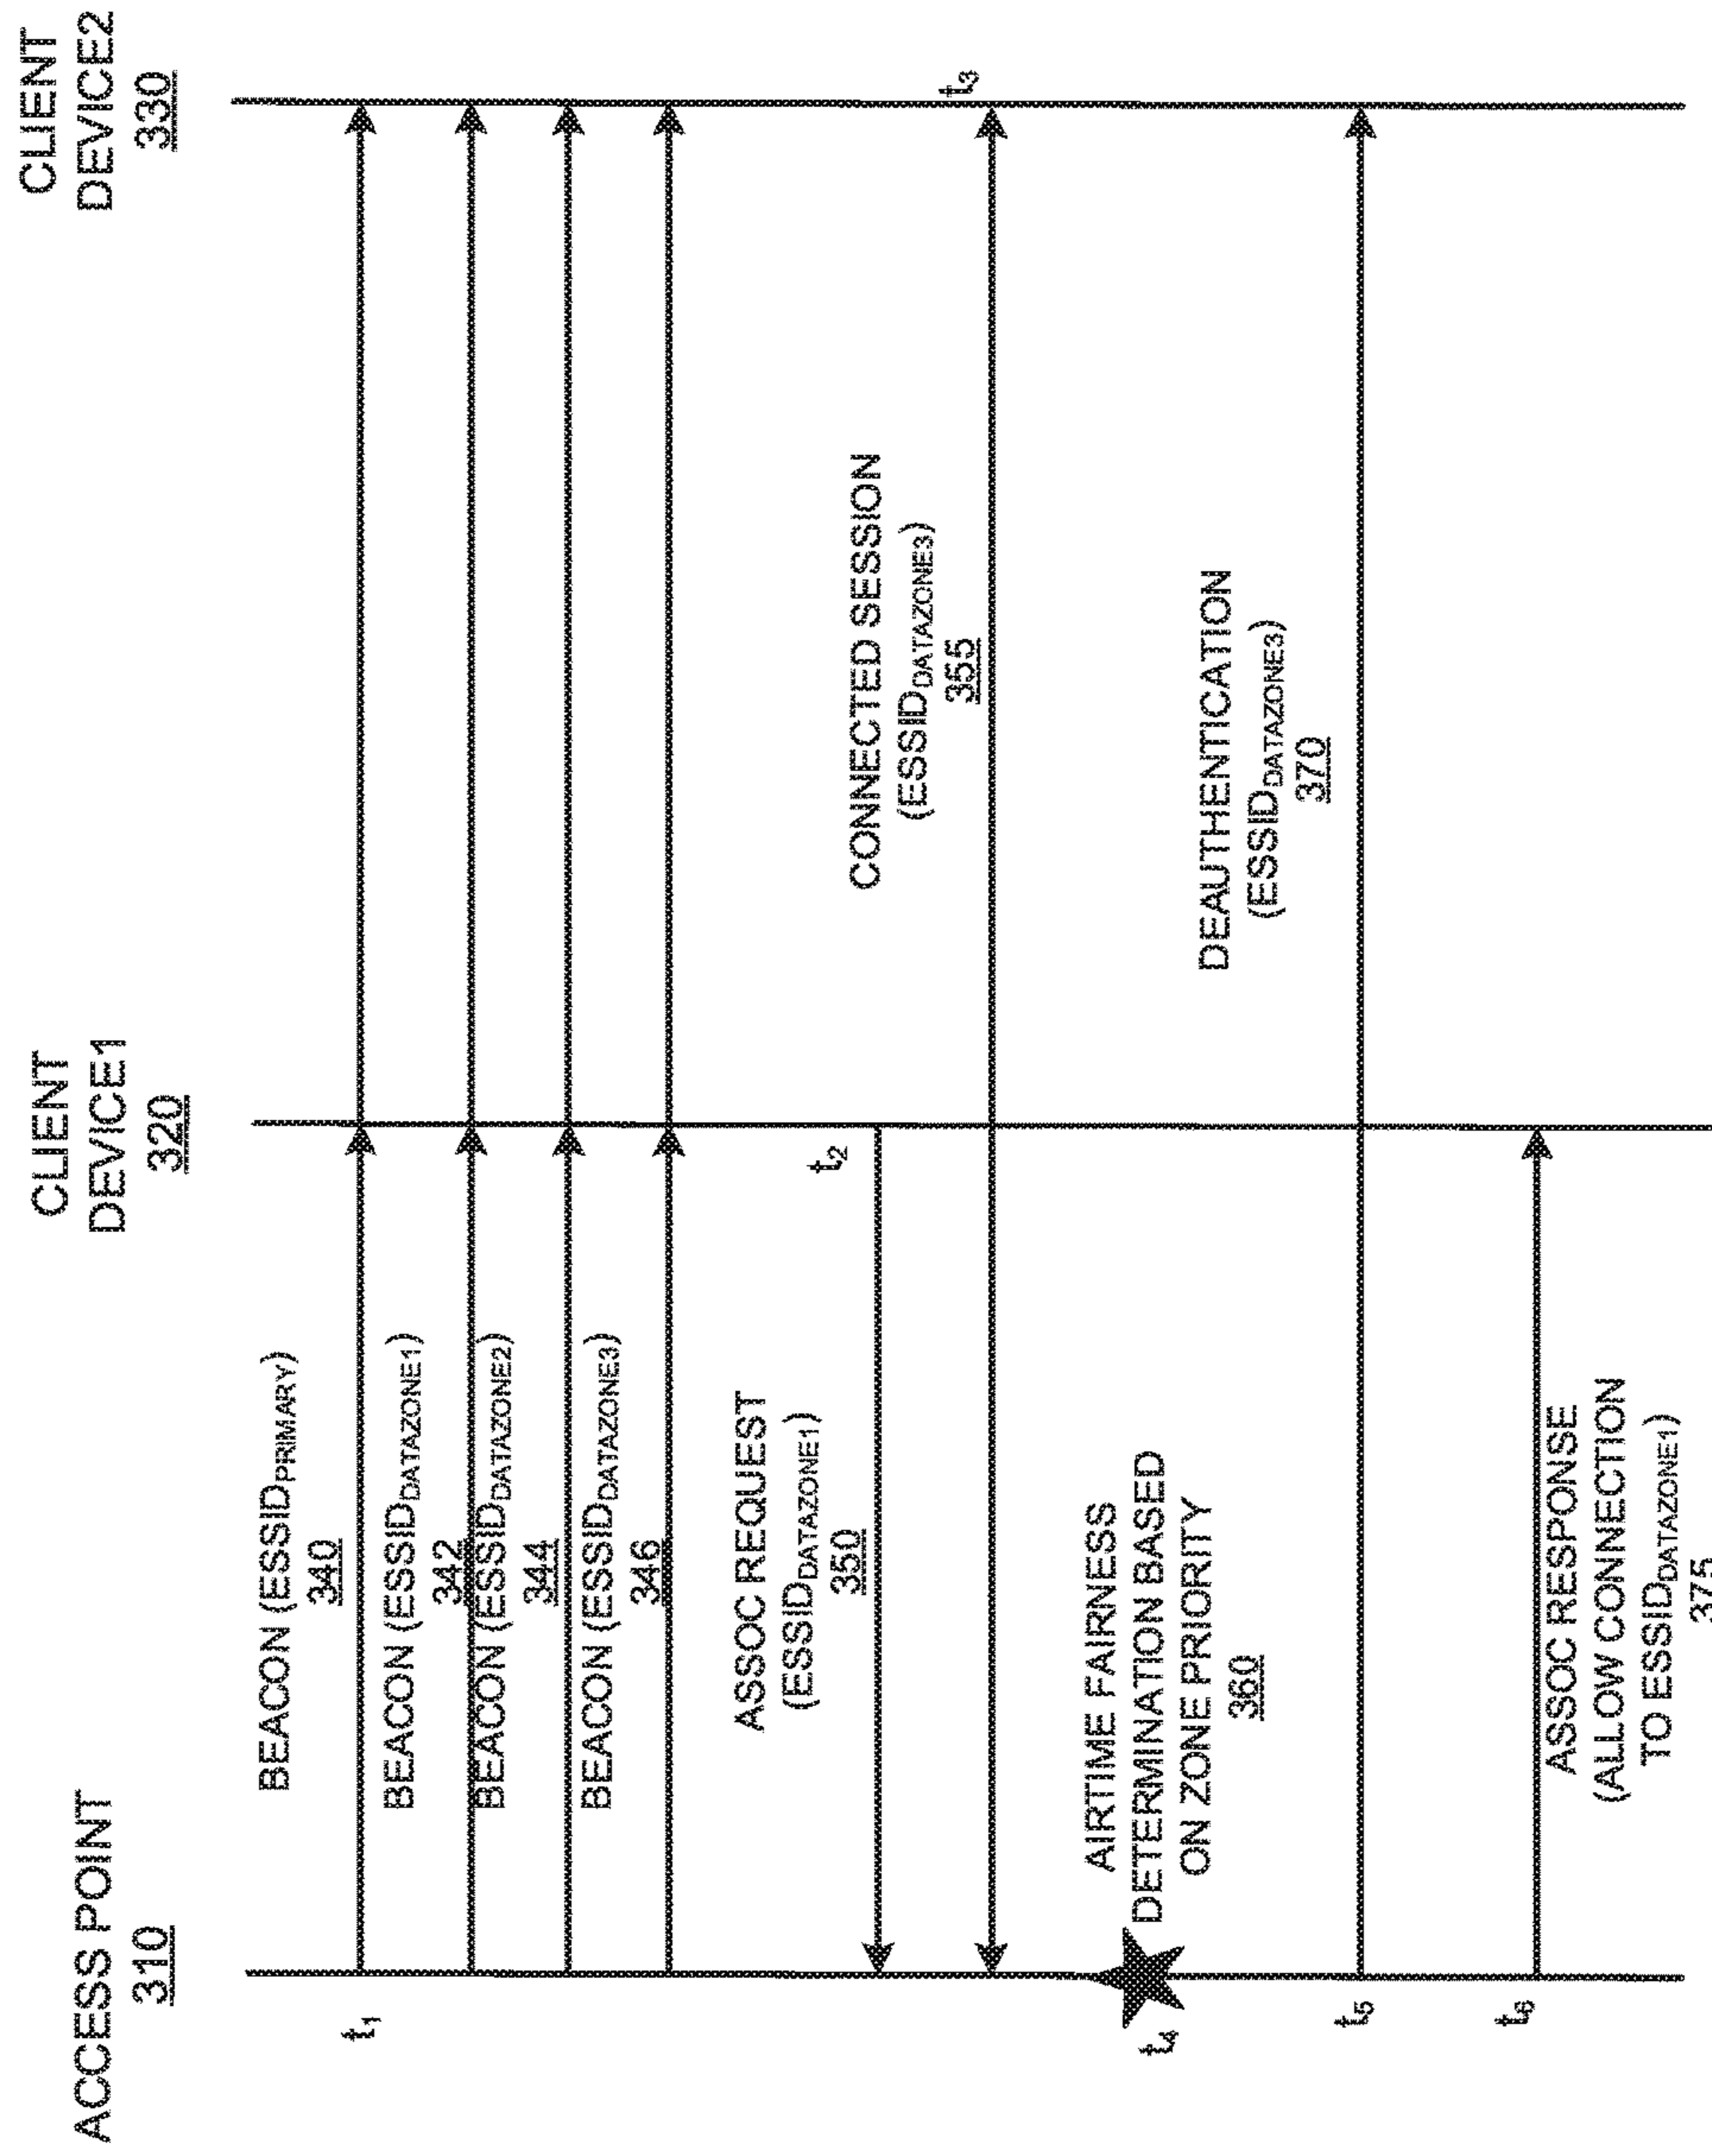 ACCESS POINT
310
CLIENT
DEVICE1
320
CLIENT
DEVICE2
330
t1
BEACON (ESSIDPRIMARY)
340
BEACON (ESSIDDATAZONE1)
342
BEACON (ESSIDDATAZONE2)
344
BEACON (ESSIDDATAZONE3)
346
t2
ASSOC REQUEST
(ESSIDDATAZONE1)
350
t3
CONNECTED SESSION
(ESSIDDATAZONE3)
355
t4
AIRTIME FAIRNESS
DETERMINATION BASED
ON ZONE PRIORITY
360
t5
DEAUTHENTICATION
(ESSIDDATAZONE3)
370
t6
ASSOC RESPONSE
(ALLOW CONNECTION
TO ESSIDDATAZONE1)
375